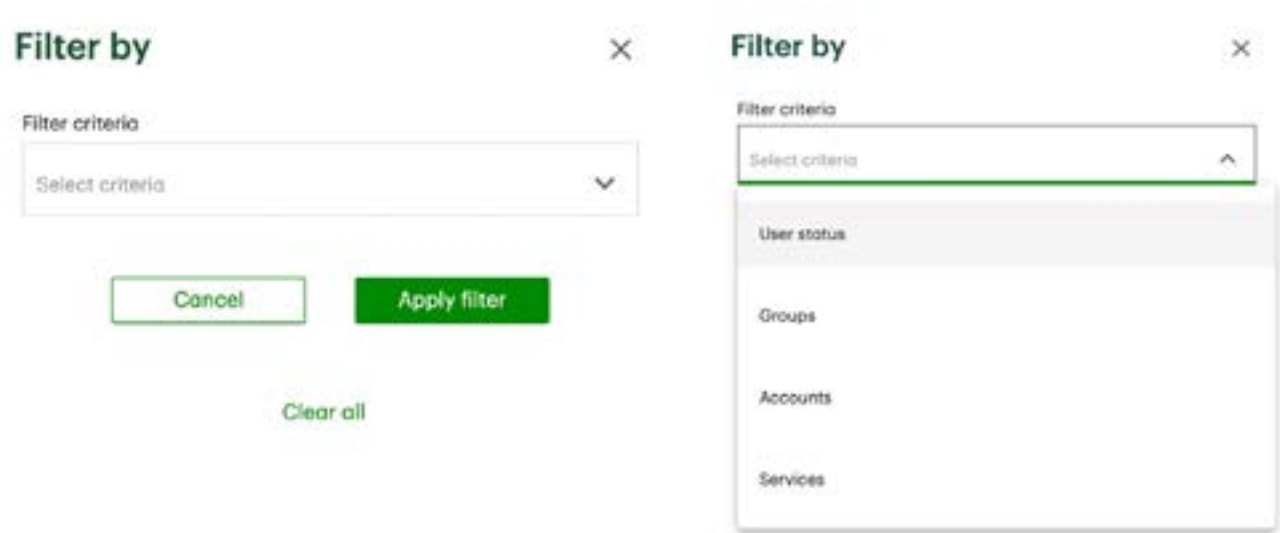 Filter by
Filter criteria
Select criteria
Cancel
Apply filter
Clear all
Filter by
Filter criteria
Select criteria
User status
Groups
Accounts
Services